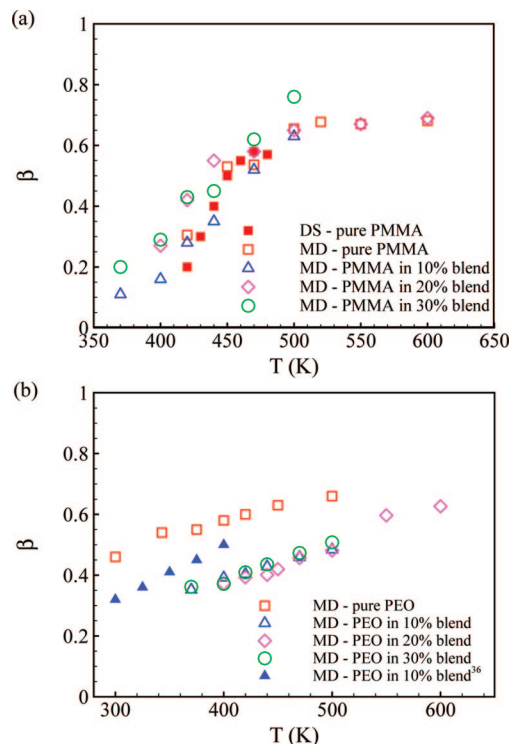 (a)
1
0.8
0.6
β
0.4
0.2
0
DS - pure PMMA
MD - pure PMMA
MD - PMMA in 10% blend
MD - PMMA in 20% blend
MD - PMMA in 30% blend
350 400 450 500 550 600 650
T (K)
(b)
1
0.8
0.6
β
0.4
0.2
0
MD - pure PEO
MD - PEO in 10% blend
MD - PEO in 20% blend
MD - PEO in 30% blend
MD - PEO in 10% blend³⁶
300 400 500 600
T (K)